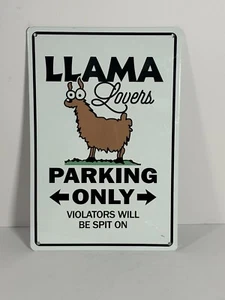 LLAMA
Lovers
PARKING
←ONLY→
VIOLATORS WILL
BE SPIT ON